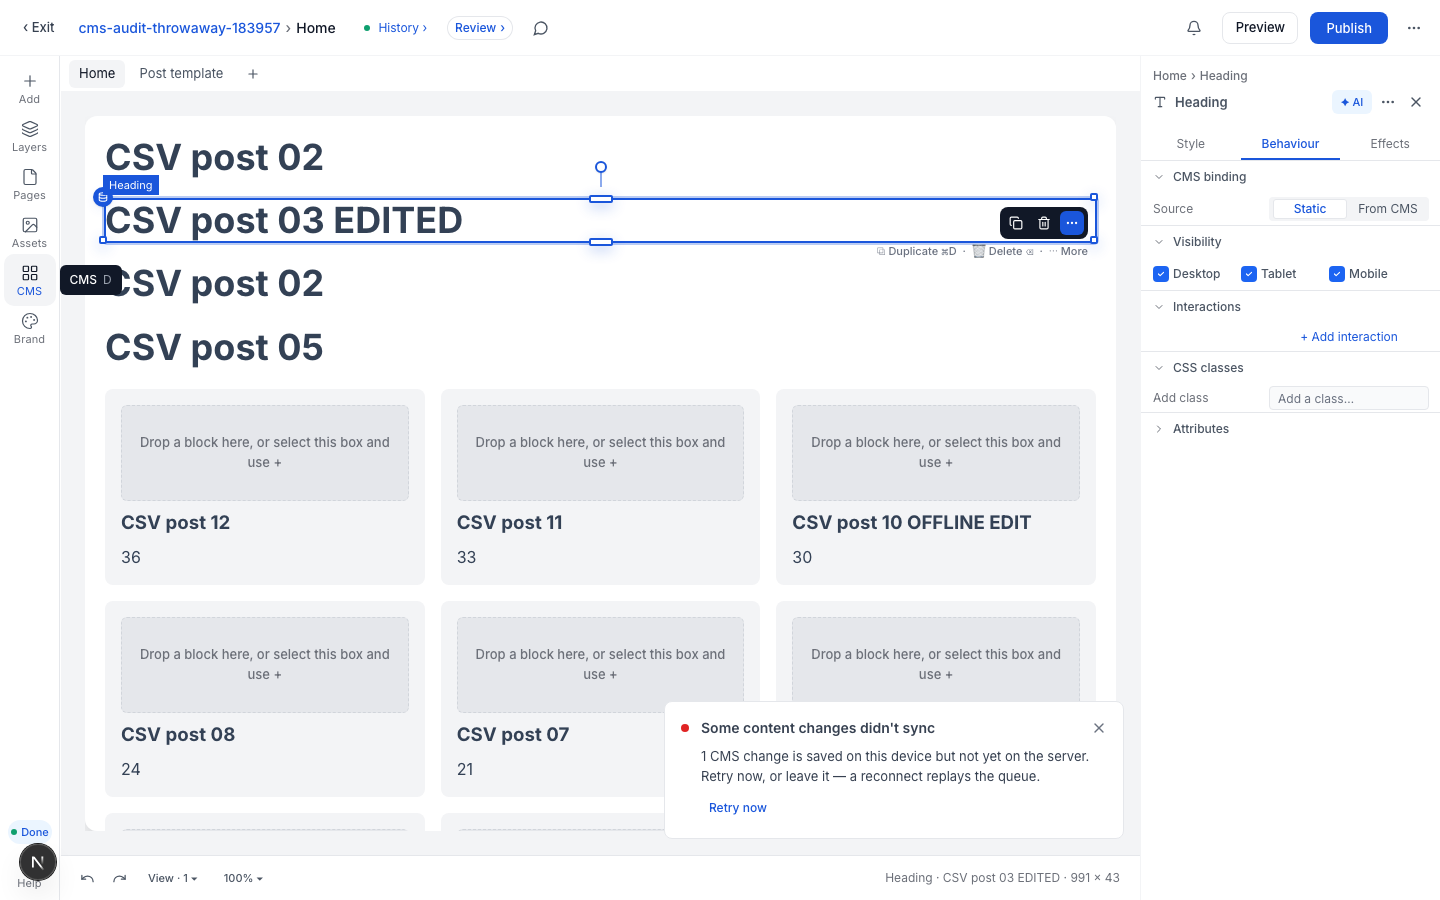 ‹ Exit
cms-audit-throwaway-183957 › Home
History ›
Review ›
Preview
Publish
Add
Layers
Pages
Assets
CMS
CMS D
Brand
Done
N
Help
Home
Post template
CSV post 02
Heading
CSV post 03 EDITED
Duplicate ⌘D · Delete ⌫ · ··· More
CSV post 02
CSV post 05
Drop a block here, or select this box and
use +
CSV post 12
36
Drop a block here, or select this box and
use +
CSV post 11
33
Drop a block here, or select this box and
use +
CSV post 10 OFFLINE EDIT
30
Drop a block here, or select this box and
use +
CSV post 08
24
Drop a block here, or select this box and
use +
CSV post 07
21
Drop a block here, or select this box and
use +
Some content changes didn't sync
1 CMS change is saved on this device but not yet on the server.
Retry now, or leave it — a reconnect replays the queue.
Retry now
View · 1
100%
Heading · CSV post 03 EDITED · 991 × 43
Home › Heading
Heading
AI
Style
Behaviour
Effects
CMS binding
Source
Static
From CMS
Visibility
Desktop
Tablet
Mobile
Interactions
+ Add interaction
CSS classes
Add class
Add a class...
Attributes